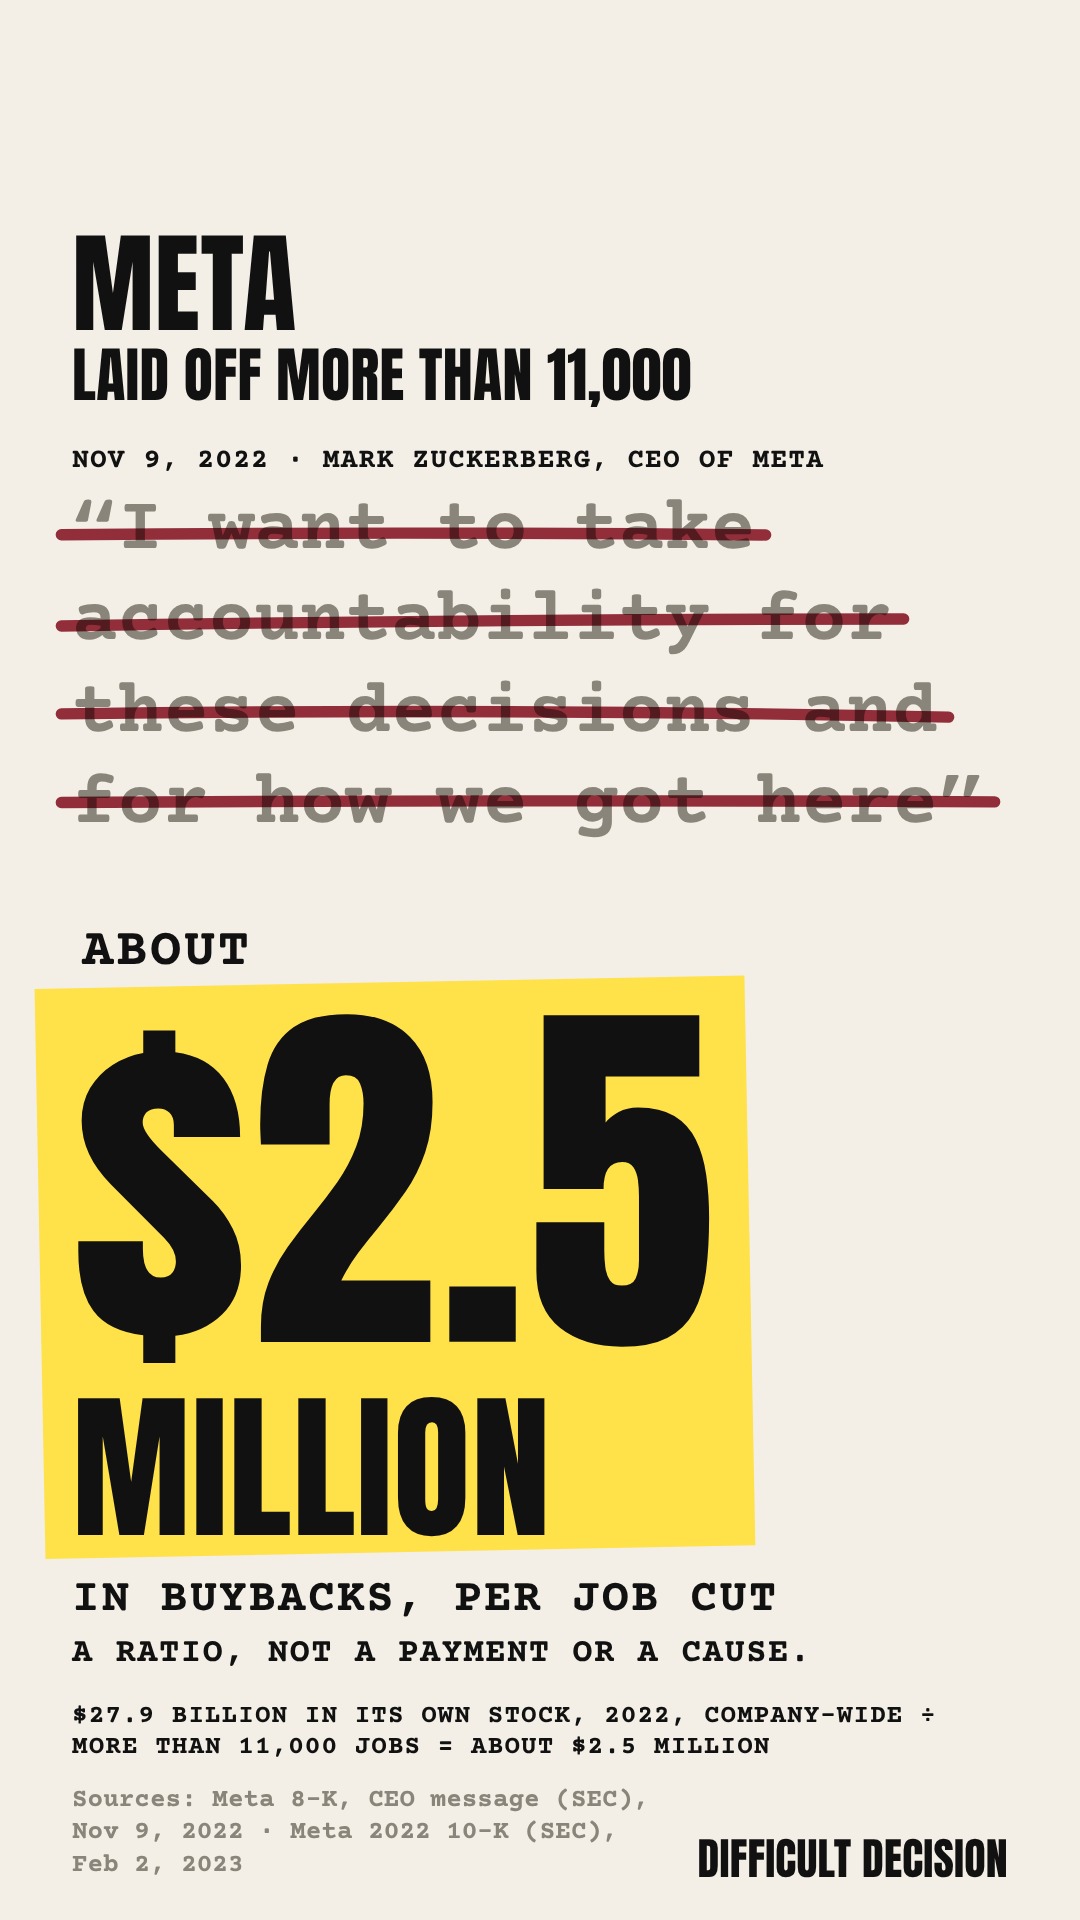 META
LAID OFF MORE THAN 11,000
NOV 9, 2022 · MARK ZUCKERBERG, CEO OF META
“I want to take
accountability for
these decisions and
for how we got here”
ABOUT
$2.5
MILLION
IN BUYBACKS, PER JOB CUT
A RATIO, NOT A PAYMENT OR A CAUSE.
$27.9 BILLION IN ITS OWN STOCK, 2022, COMPANY-WIDE ÷
MORE THAN 11,000 JOBS = ABOUT $2.5 MILLION
Sources: Meta 8-K, CEO message (SEC),
Nov 9, 2022 · Meta 2022 10-K (SEC),
Feb 2, 2023
DIFFICULT DECISION